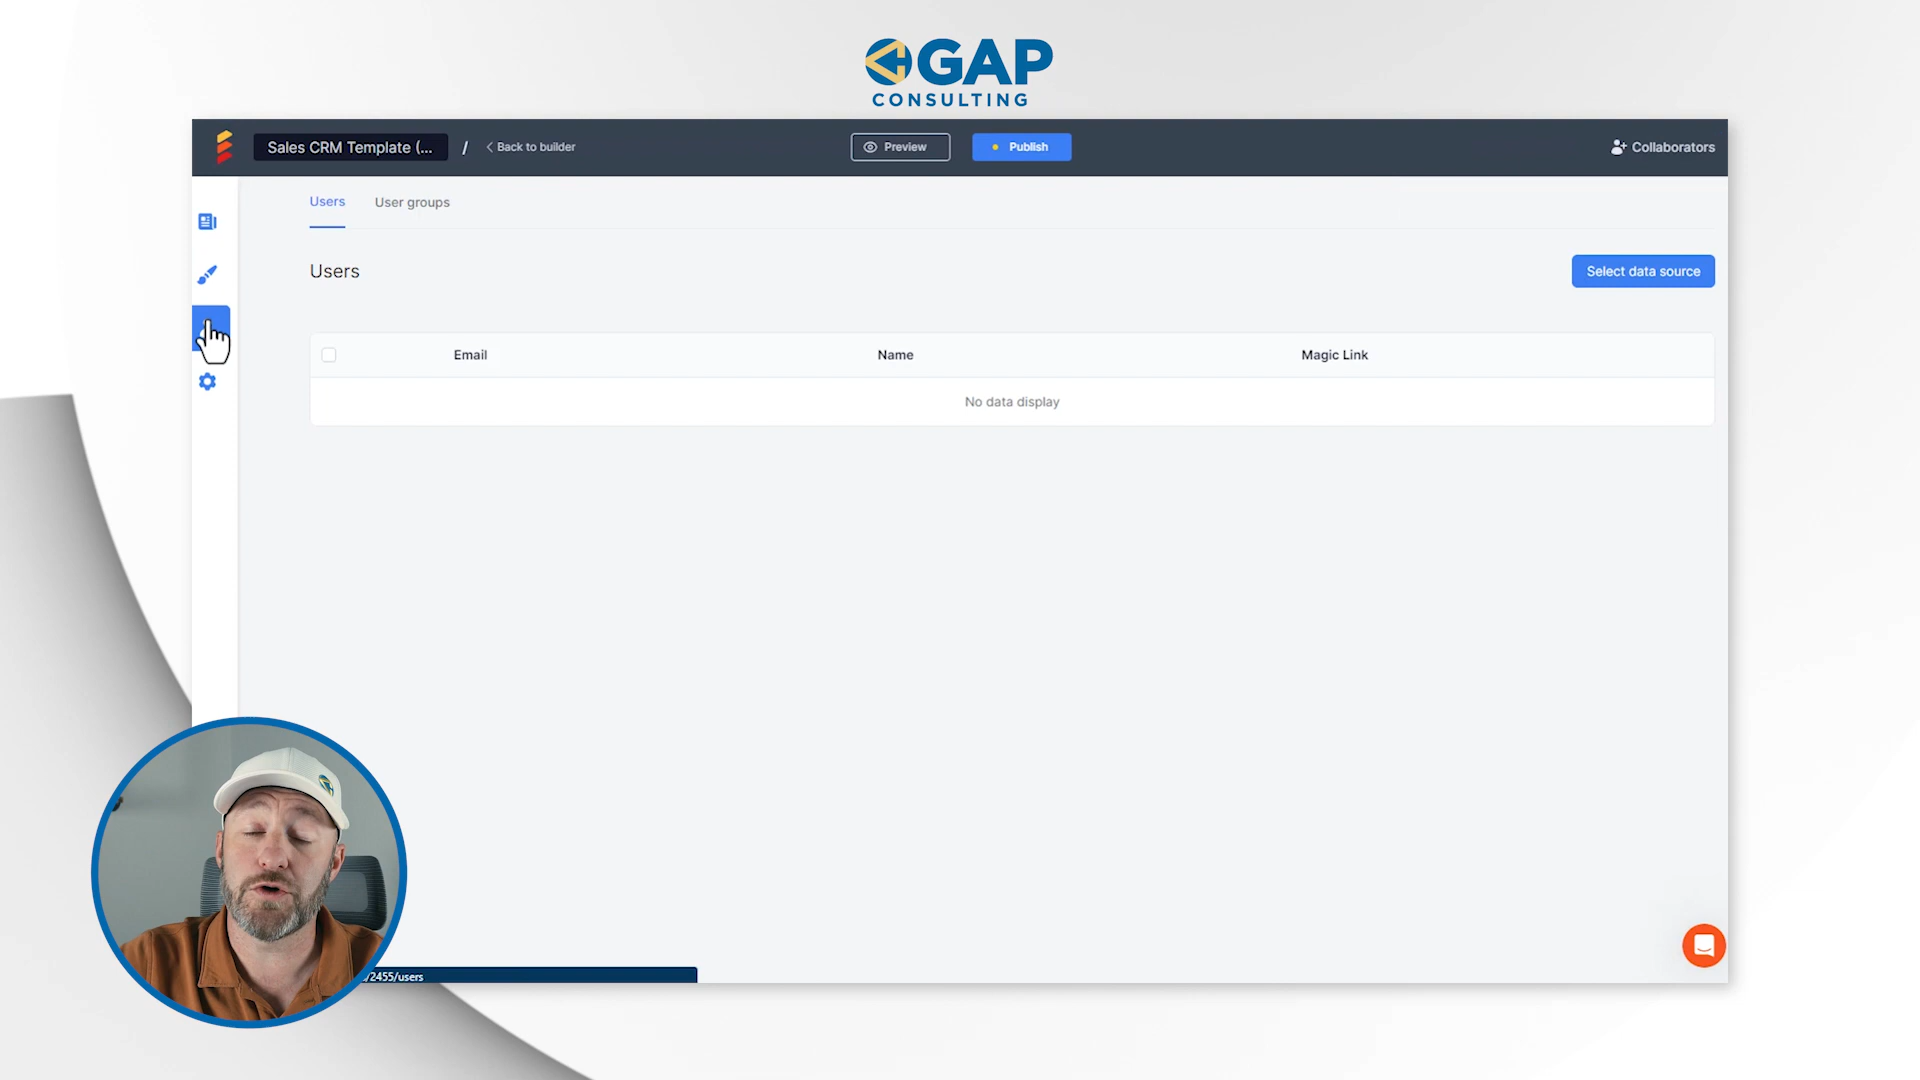 GAP
CONSULTING
Sales CRM Template (... / Back to builder
Preview
Publish
Collaborators
Users
User groups
Users
Select data source
Email
Name
Magic Link
No data display
/2455/users